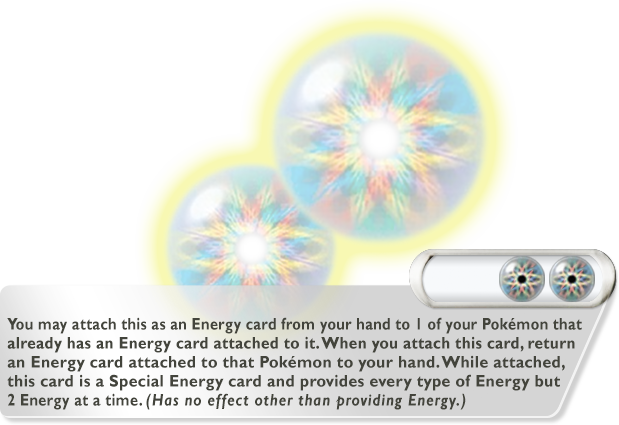 You may attach this as an Energy card from your hand to 1 of your Pokémon that
already has an Energy card attached to it. When you attach this card, return
an Energy card attached to that Pokémon to your hand. While attached,
this card is a Special Energy card and provides every type of Energy but
2 Energy at a time. (Has no effect other than providing Energy.)